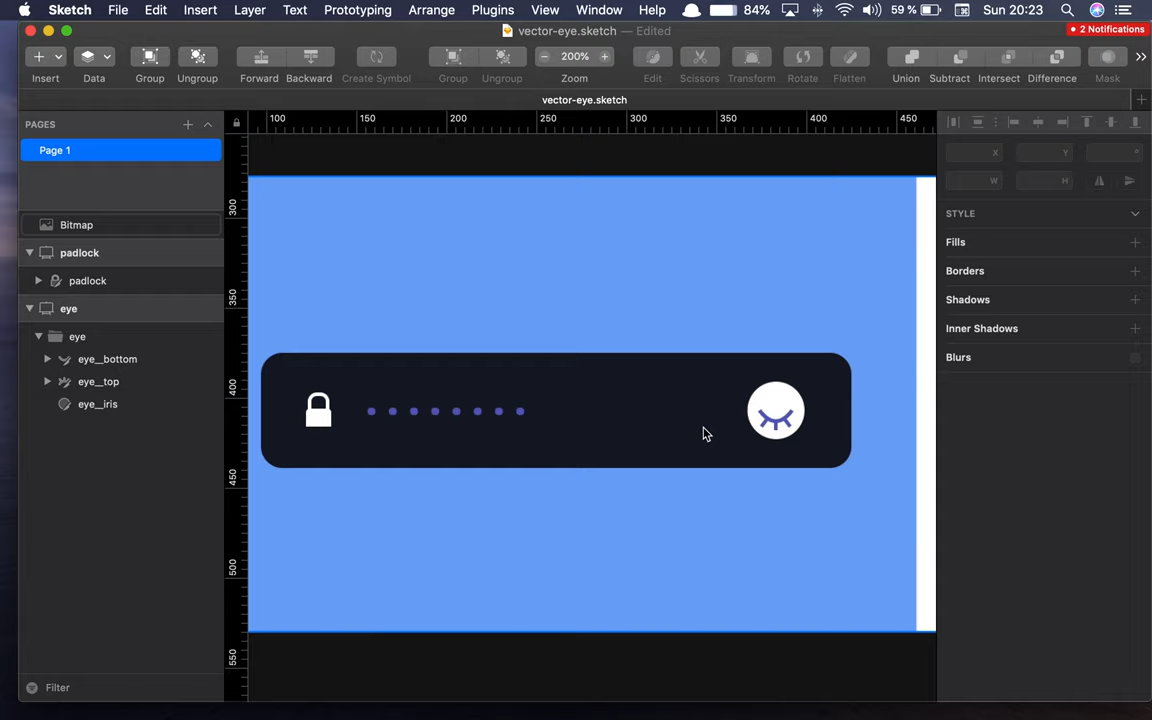 Sketch File Edit Insert Layer Text Prototyping Arrange Plugins View Window Help 84% 59 % Sun 20:23
vector-eye.sketch — Edited
2 Notifications
Insert Data Group Ungroup Forward Backward Create Symbol Group Ungroup 200% Zoom Edit Scissors Transform Rotate Flatten Union Subtract Intersect Difference Mask
vector-eye.sketch
PAGES
Page 1
Bitmap
padlock
padlock
eye
eye
eye__bottom
eye__top
eye__iris
Filter
100 150 200 250 300 350 400 450
300
350
400
450
500
550
X Y °
W H
STYLE
Fills
Borders
Shadows
Inner Shadows
Blurs